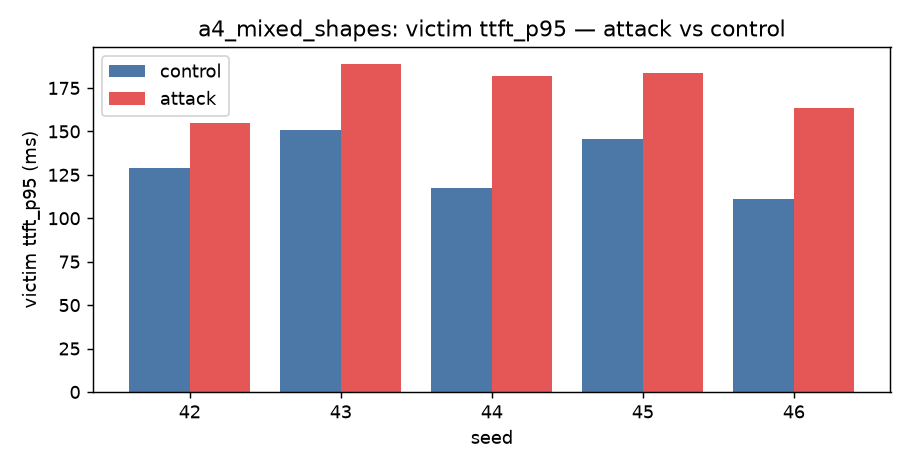 a4_mixed_shapes: victim ttft_p95 — attack vs control
control
attack
victim ttft_p95 (ms)
175
150
125
100
75
50
25
0
42 43 44 45 46
seed